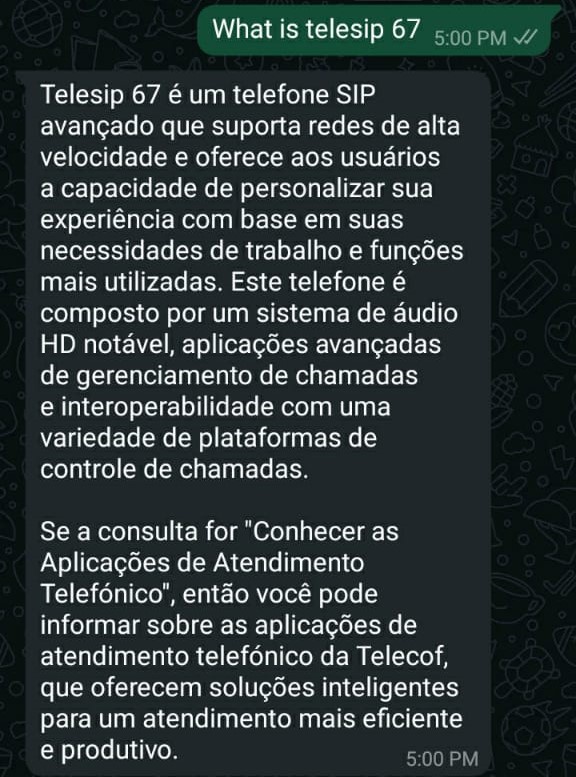 What is telesip 67
5:00 PM
Telesip 67 é um telefone SIP
avançado que suporta redes de alta
velocidade e oferece aos usuários
a capacidade de personalizar sua
experiência com base em suas
necessidades de trabalho e funções
mais utilizadas. Este telefone é
composto por um sistema de áudio
HD notável, aplicações avançadas
de gerenciamento de chamadas
e interoperabilidade com uma
variedade de plataformas de
controle de chamadas.
Se a consulta for "Conhecer as
Aplicações de Atendimento
Telefónico", então você pode
informar sobre as aplicações de
atendimento telefónico da Telecof,
que oferecem soluções inteligentes
para um atendimento mais eficiente
e produtivo.
5:00 PM